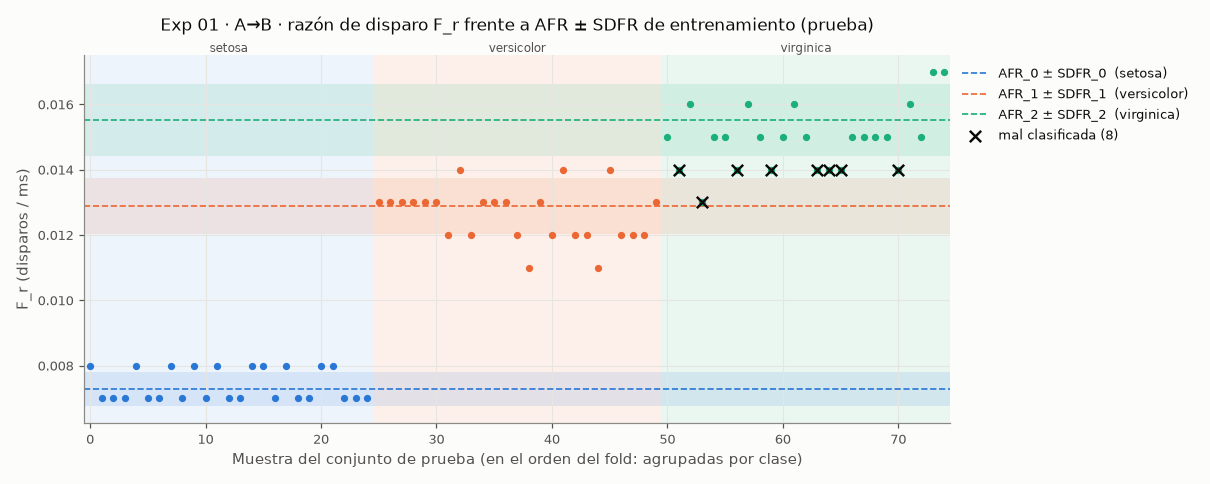 Exp 01 · A→B · razón de disparo F_r frente a AFR ± SDFR de entrenamiento (prueba)
setosa
versicolor
virginica
AFR_0 ± SDFR_0 (setosa)
AFR_1 ± SDFR_1 (versicolor)
AFR_2 ± SDFR_2 (virginica)
mal clasificada (8)
F_r (disparos / ms)
0.016
0.014
0.012
0.010
0.008
0
10
20
30
40
50
60
70
Muestra del conjunto de prueba (en el orden del fold: agrupadas por clase)